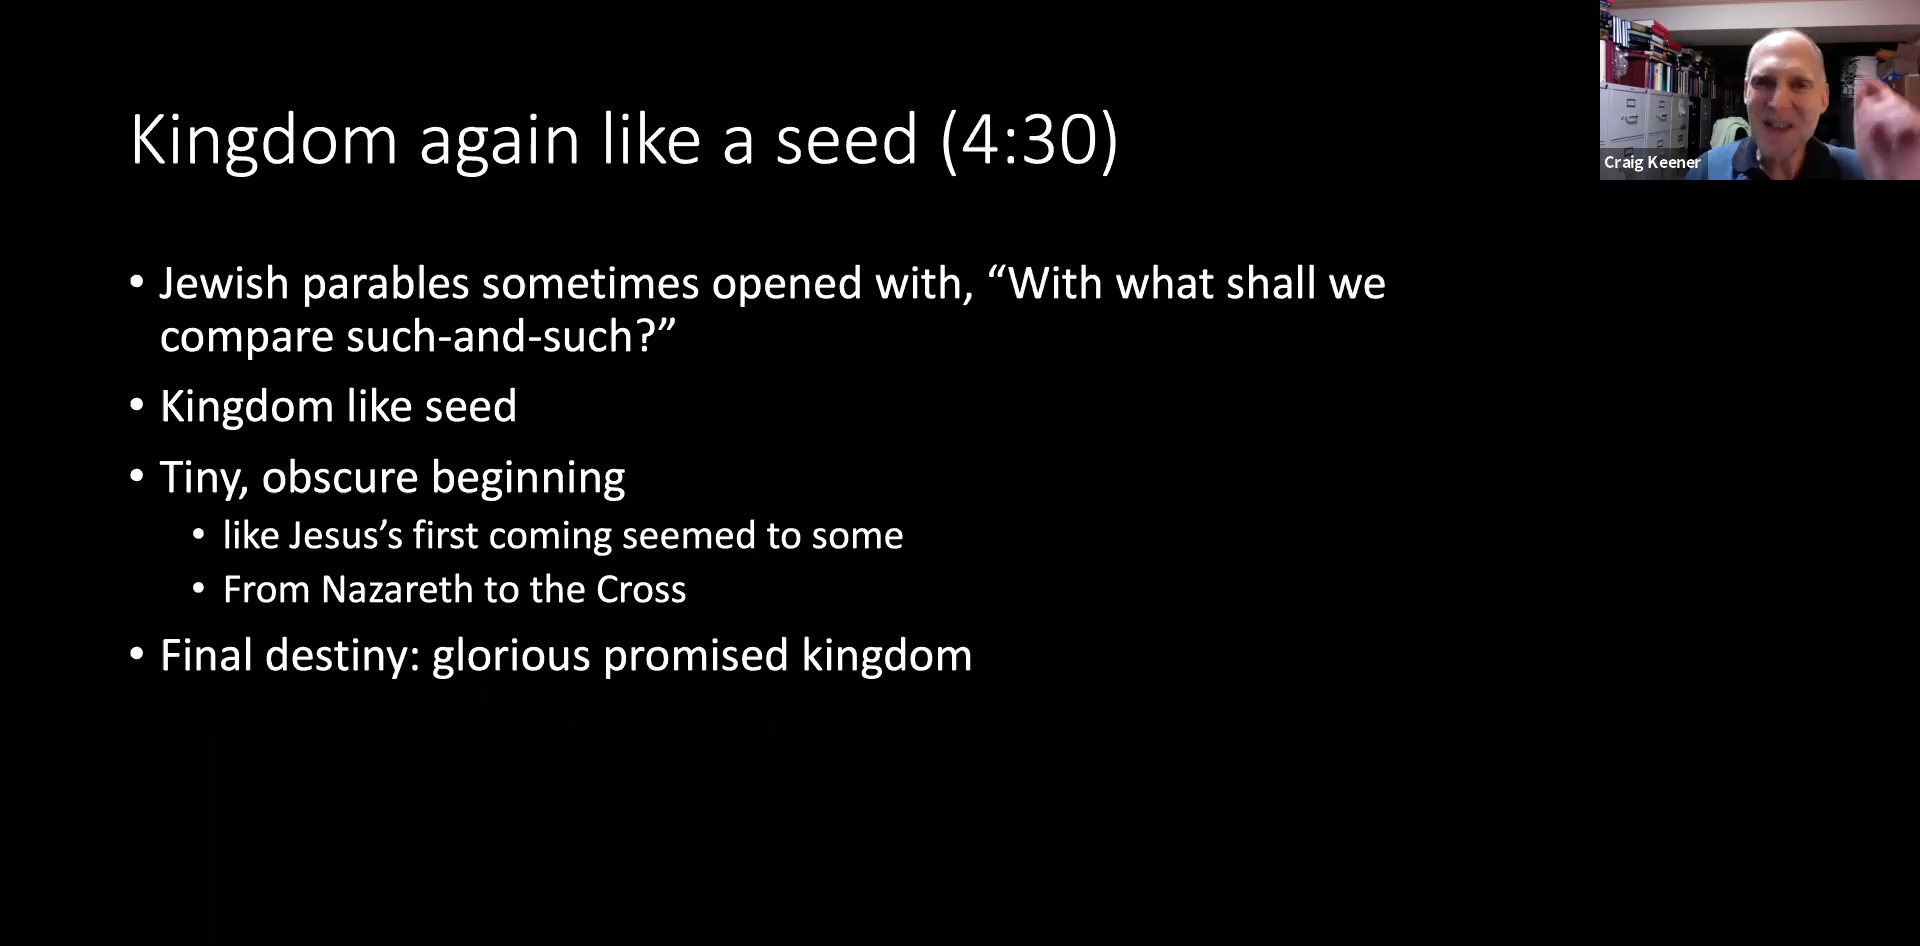 Kingdom again like a seed (4:30)
• Jewish parables sometimes opened with, “With what shall we
compare such-and-such?”
• Kingdom like seed
• Tiny, obscure beginning
• like Jesus’s first coming seemed to some
• From Nazareth to the Cross
• Final destiny: glorious promised kingdom
Craig Keener